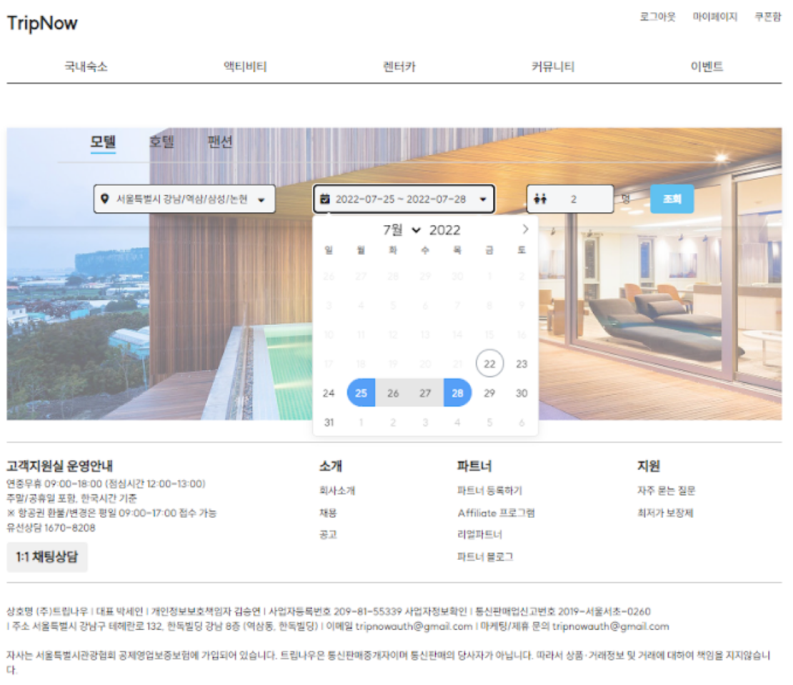 TripNow
로그아웃 마이페이지 쿠폰함
국내숙소 액티비티 렌터카 커뮤니티 이벤트
모텔 호텔 팬션
서울특별시 강남/역삼/삼성/논현 2022-07-25 ~ 2022-07-28 2 명 조회
7월 2022
일 월 화 수 목 금 토
26 27 28 29 30 1 2
3 4 5 6 7 8 9
10 11 12 13 14 15 16
17 18 19 20 21 22 23
24 25 26 27 28 29 30
31 1 2 3 4 5 6
고객지원실 운영안내 소개 파트너 지원
연중무휴 09:00-18:00 (점심시간 12:00-13:00)
주말/공휴일 포함, 한국시간 기준
※ 항공권 환불/변경은 평일 09:00-17:00 접수 가능
유선상담 1670-8208
1:1 채팅상담
회사소개 파트너 등록하기 자주 묻는 질문
채용 Affiliate 프로그램 최저가 보장제
공고 리얼파트너
파트너 블로그
상호명 (주)트립나우 | 대표 박세인 | 개인정보보호책임자 김승연 | 사업자등록번호 209-81-55339 사업자정보확인 | 통신판매업신고번호 2019-서울서초-0260
| 주소 서울특별시 강남구 테헤란로 132, 한독빌딩 강남 8층 (역삼동, 한독빌딩) | 이메일 tripnowauth@gmail.com | 마케팅/제휴 문의 tripnowauth@gmail.com
자사는 서울특별시관광협회 공제영업보증보험에 가입되어 있습니다. 트립나우은 통신판매중개자이며 통신판매의 당사자가 아닙니다. 따라서 상품·거래정보 및 거래에 대하여 책임을 지지않습니
다.